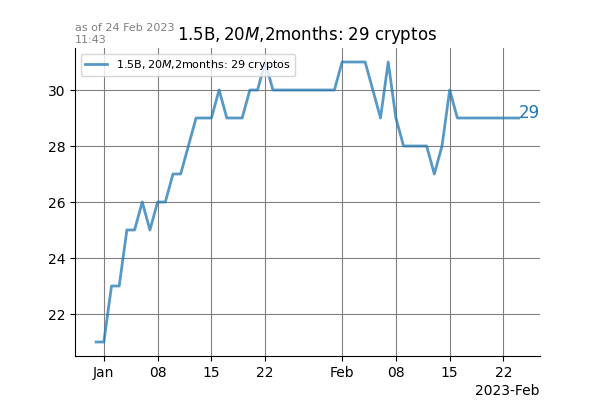 as of 24 Feb 2023
11:43
1.5B, 20M,2months: 29 cryptos
1.5B, 20M,2months: 29 cryptos
30
28
26
24
22
29
Jan 08 15 22 Feb 08 15 22
2023-Feb